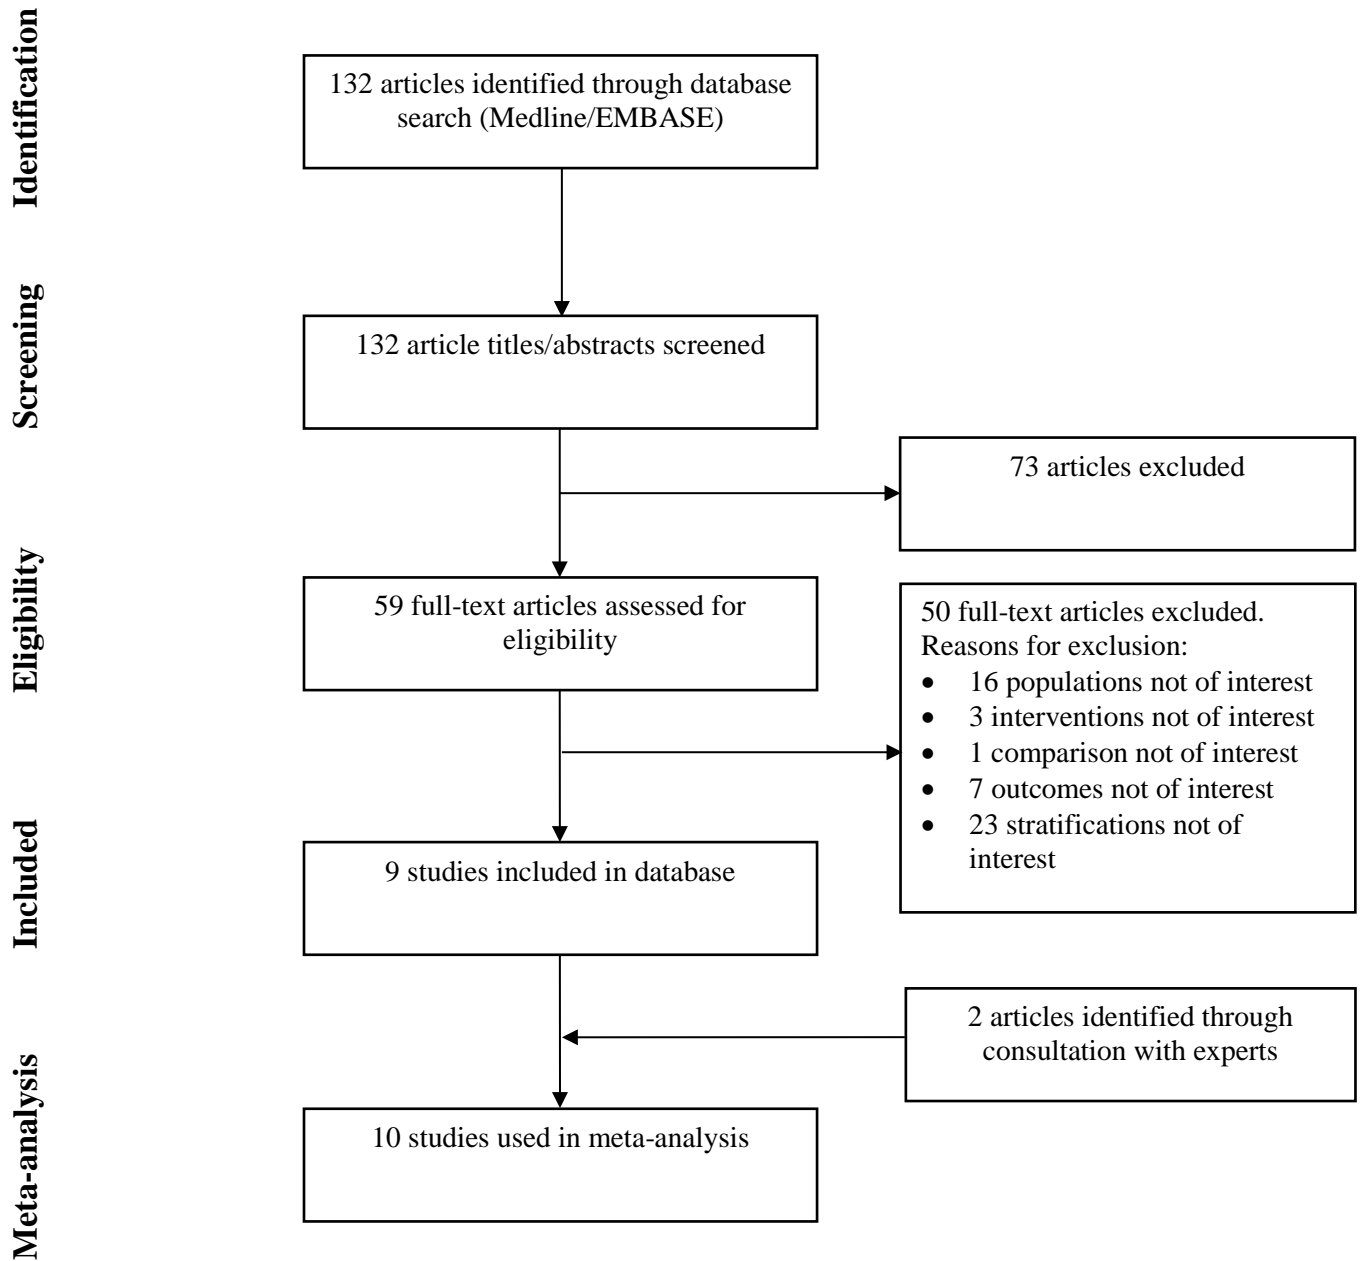 Identification
132 articles identified through database
search (Medline/EMBASE)
Screening
132 article titles/abstracts screened
73 articles excluded
Eligibility
59 full-text articles assessed for
eligibility
50 full-text articles excluded.
Reasons for exclusion:
• 16 populations not of interest
• 3 interventions not of interest
• 1 comparison not of interest
• 7 outcomes not of interest
• 23 stratifications not of
interest
Included
9 studies included in database
2 articles identified through
consultation with experts
Meta-analysis
10 studies used in meta-analysis